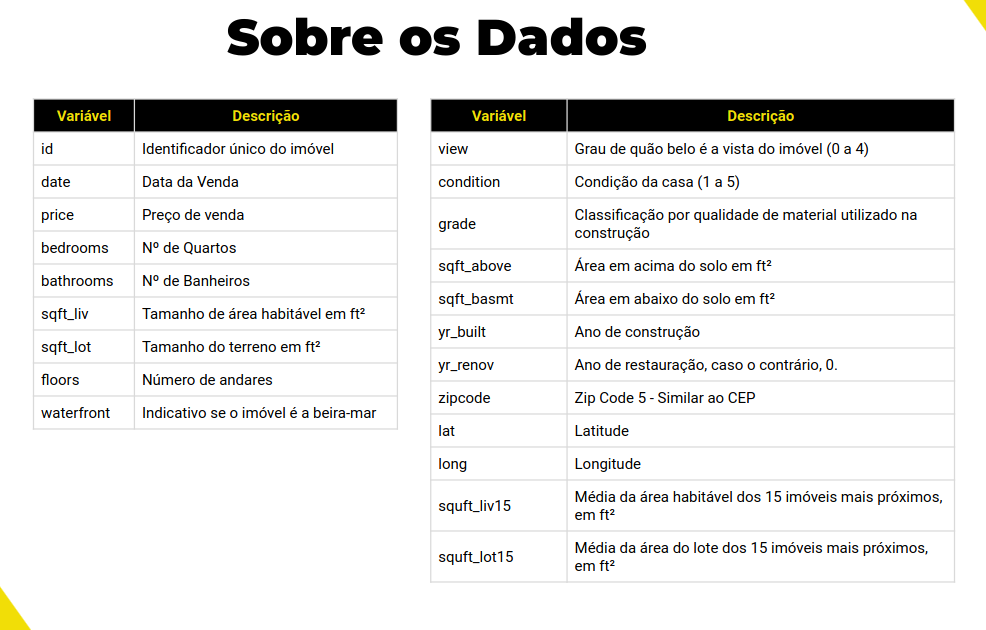 Sobre os Dados
Variável Descrição
id Identificador único do imóvel
date Data da Venda
price Preço de venda
bedrooms Nº de Quartos
bathrooms Nº de Banheiros
sqft_liv Tamanho de área habitável em ft²
sqft_lot Tamanho do terreno em ft²
floors Número de andares
waterfront Indicativo se o imóvel é a beira-mar
Variável Descrição
view Grau de quão belo é a vista do imóvel (0 a 4)
condition Condição da casa (1 a 5)
grade Classificação por qualidade de material utilizado na
construção
sqft_above Área em acima do solo em ft²
sqft_basmt Área em abaixo do solo em ft²
yr_built Ano de construção
yr_renov Ano de restauração, caso o contrário, 0.
zipcode Zip Code 5 - Similar ao CEP
lat Latitude
long Longitude
squft_liv15 Média da área habitável dos 15 imóveis mais próximos,
em ft²
squft_lot15 Média da área do lote dos 15 imóveis mais próximos,
em ft²